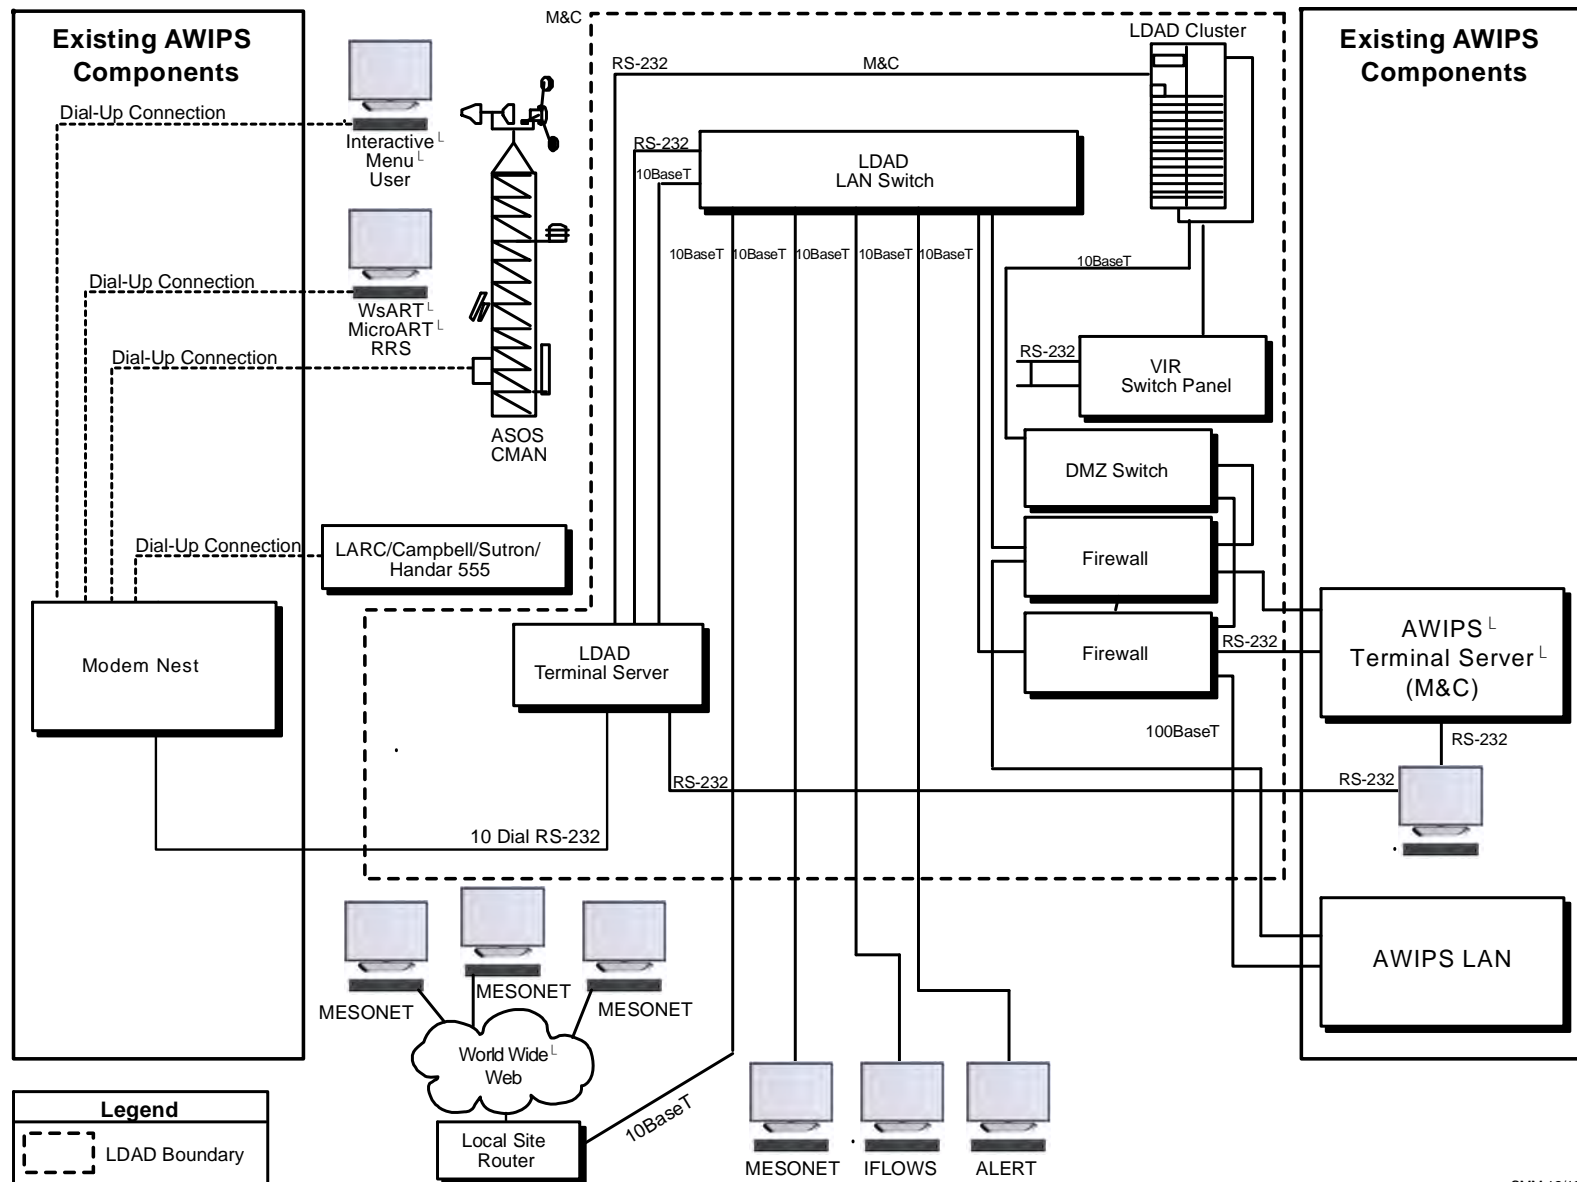 Existing AWIPS
Components
Dial-Up Connection
Interactive
Menu
User
Dial-Up Connection
WsART
MicroART
RRS
Dial-Up Connection
ASOS
CMAN
Dial-Up Connection
LARC/Campbell/Sutron/
Handar 555
Modem Nest
10 Dial RS-232
M&C
LDAD Cluster
RS-232
M&C
RS-232
LDAD
LAN Switch
10BaseT
10BaseT
10BaseT
10BaseT
10BaseT
10BaseT
10BaseT
RS-232
VIR
Switch Panel
DMZ Switch
Firewall
Firewall
RS-232
LDAD
Terminal Server
100BaseT
RS-232
RS-232
Existing AWIPS
Components
AWIPS
Terminal Server
(M&C)
RS-232
AWIPS LAN
MESONET
MESONET
MESONET
World Wide
Web
10BaseT
Local Site
Router
MESONET
IFLOWS
ALERT
Legend
LDAD Boundary